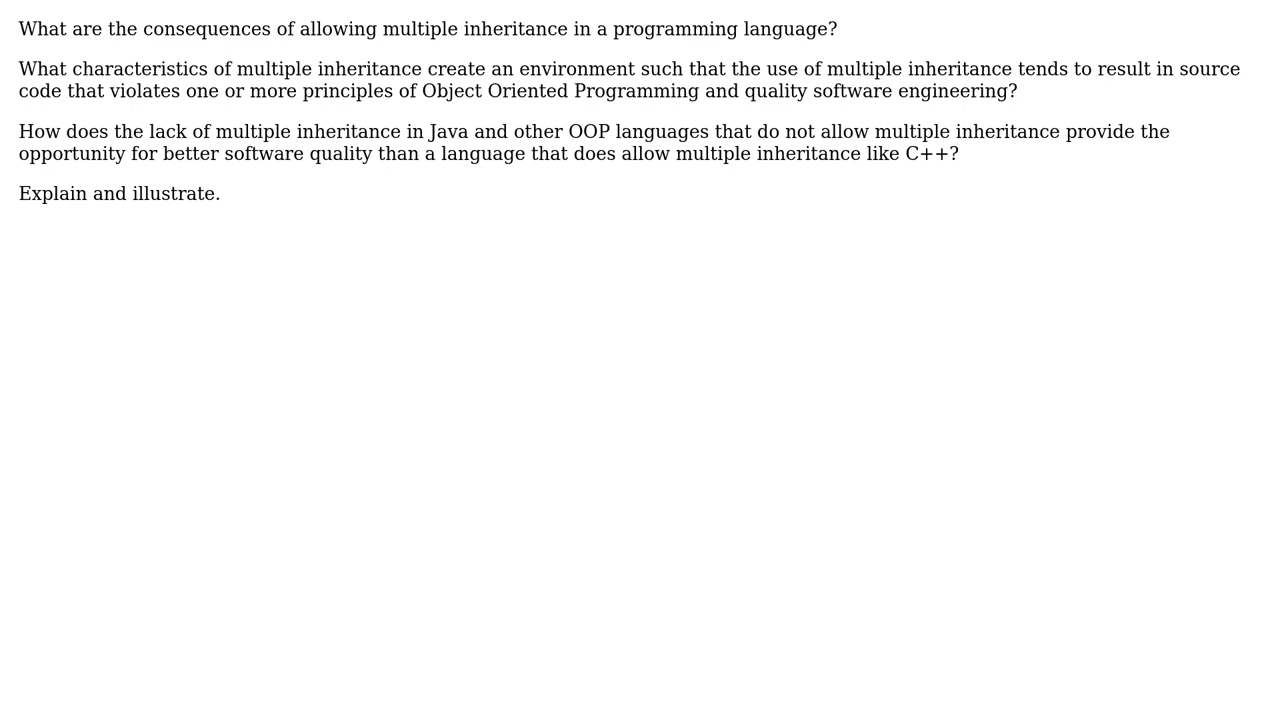 What are the consequences of allowing multiple inheritance in a programming language?
What characteristics of multiple inheritance create an environment such that the use of multiple inheritance tends to result in source
code that violates one or more principles of Object Oriented Programming and quality software engineering?
How does the lack of multiple inheritance in Java and other OOP languages that do not allow multiple inheritance provide the
opportunity for better software quality than a language that does allow multiple inheritance like C++?
Explain and illustrate.